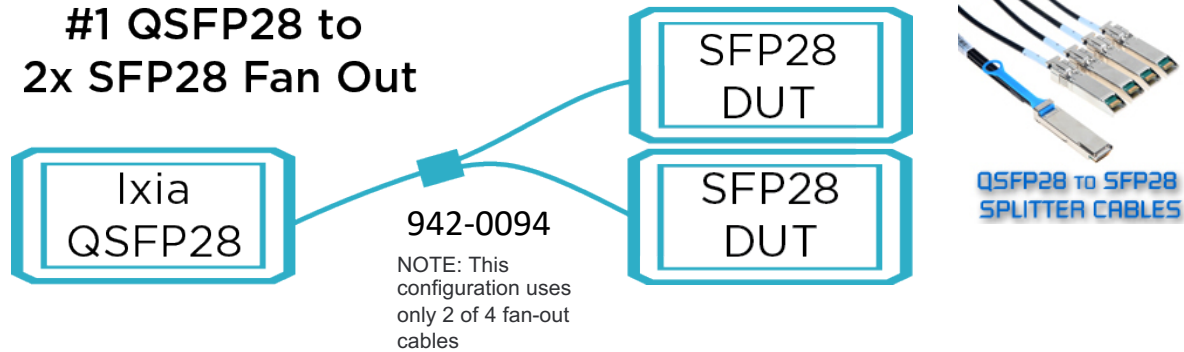 #1 QSFP28 to
2x SFP28 Fan Out
Ixia
QSFP28
942-0094
NOTE: This
configuration uses
only 2 of 4 fan-out
cables
SFP28
DUT
SFP28
DUT
QSFP28 TO SFP28
SPLITTER CABLES